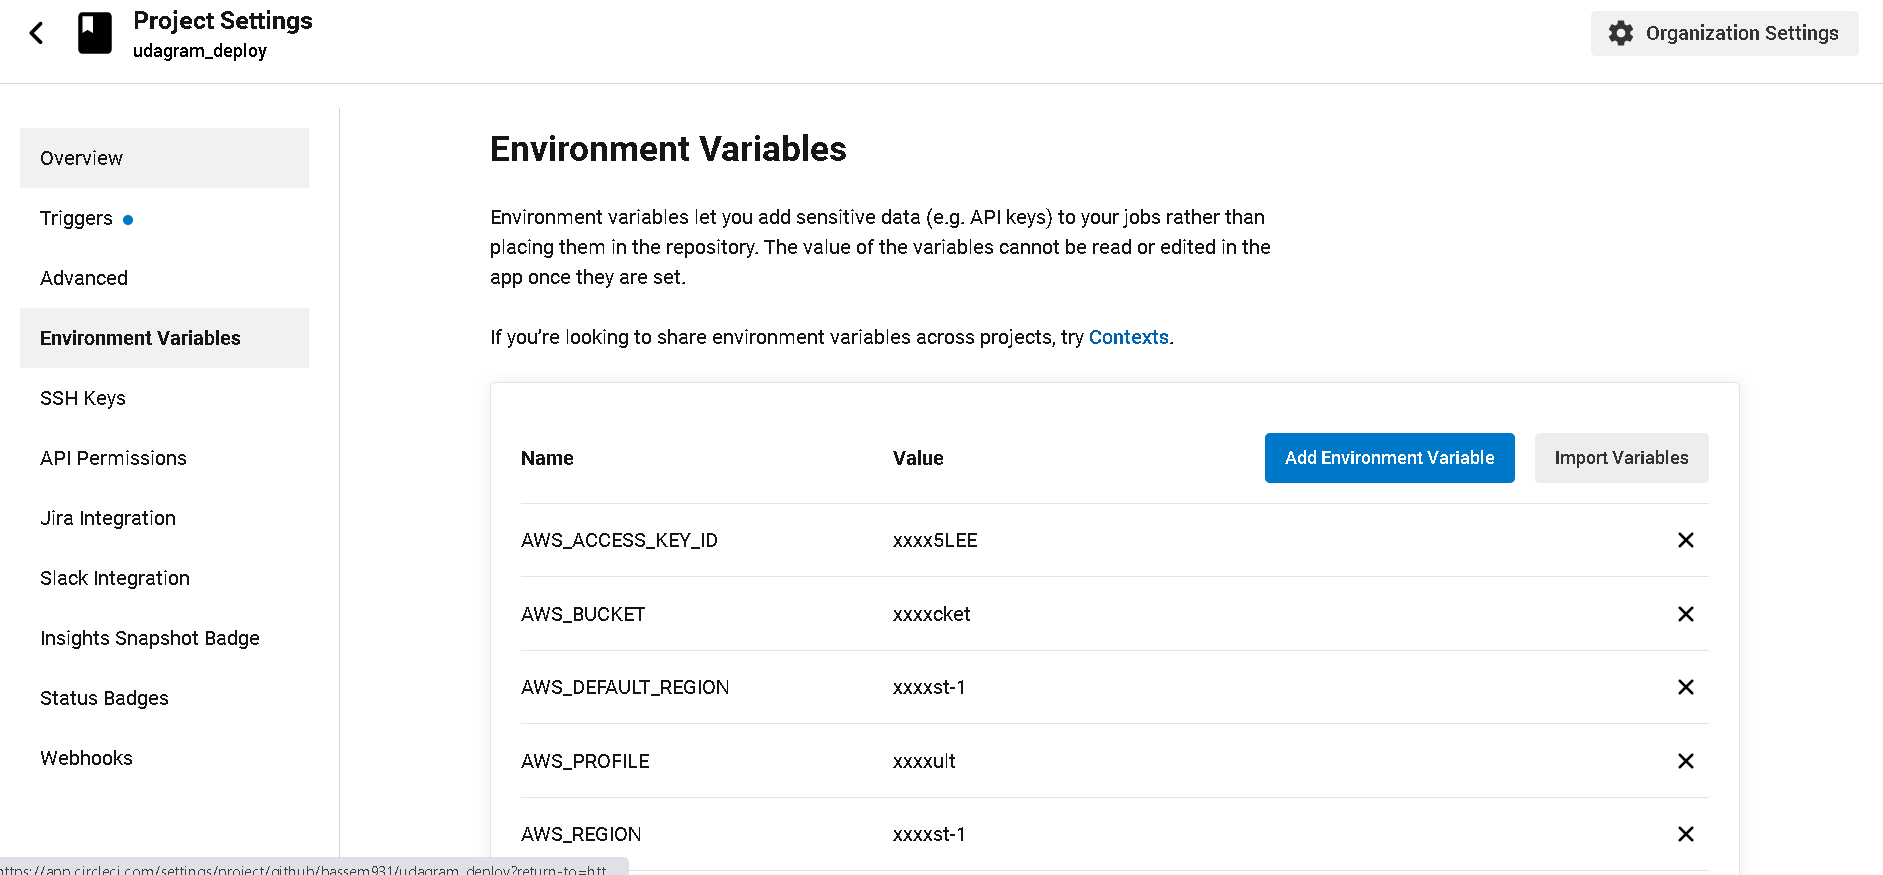 Project Settings
udagram_deploy
Organization Settings
Overview
Triggers
Advanced
Environment Variables
SSH Keys
API Permissions
Jira Integration
Slack Integration
Insights Snapshot Badge
Status Badges
Webhooks
Environment Variables
Environment variables let you add sensitive data (e.g. API keys) to your jobs rather than
placing them in the repository. The value of the variables cannot be read or edited in the
app once they are set.
If you’re looking to share environment variables across projects, try Contexts.
Name Value Add Environment Variable Import Variables
AWS_ACCESS_KEY_ID xxxx5LEE
AWS_BUCKET xxxxcket
AWS_DEFAULT_REGION xxxxst-1
AWS_PROFILE xxxxult
AWS_REGION xxxxst-1
https://app.circleci.com/settings/project/github/bassem931/udagram_deploy?return-to=htt...